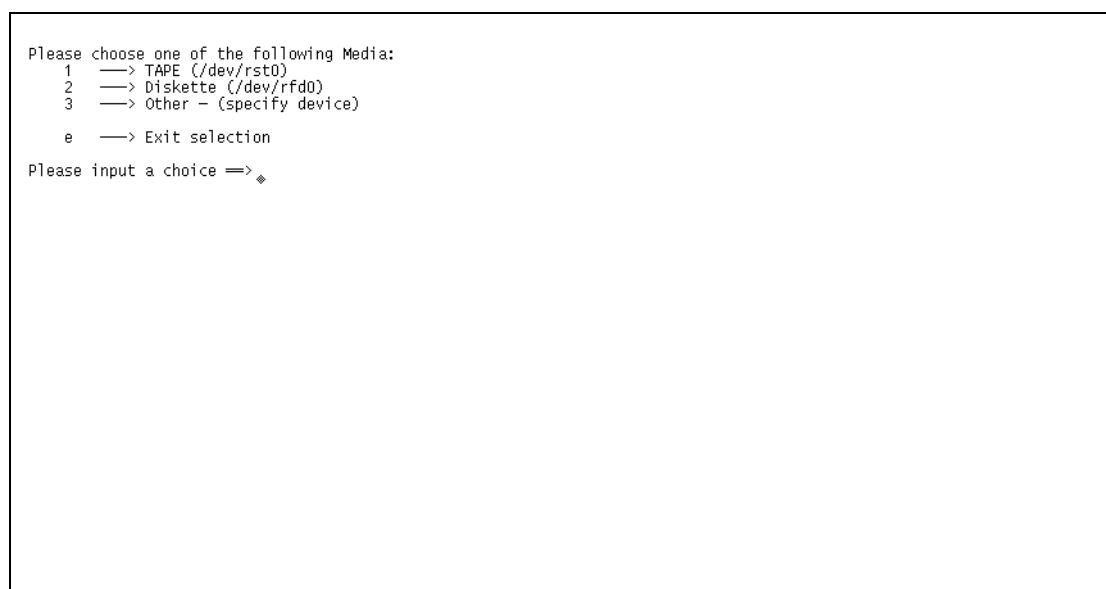 Please choose one of the following Media:
1 ---> TAPE (/dev/rst0)
2 ---> Diskette (/dev/rfd0)
3 ---> Other - (specify device)
e ---> Exit selection
Please input a choice ==>